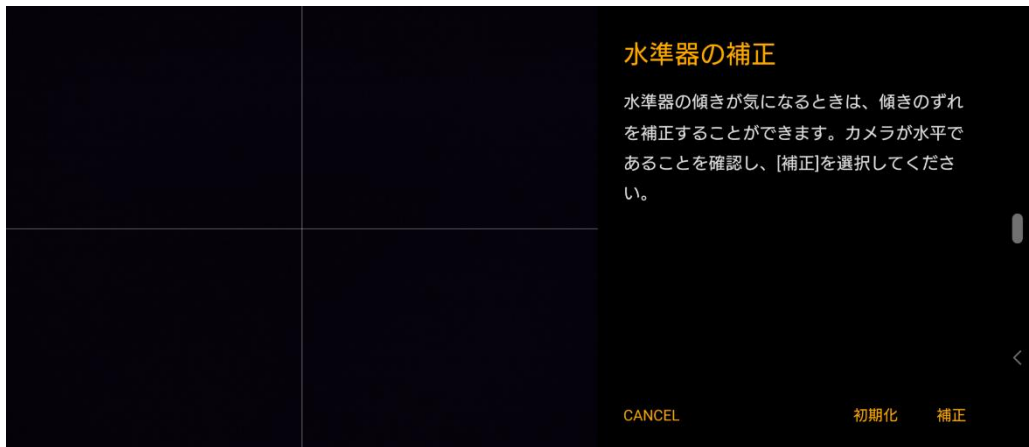 水準器の補正
水準器の傾きが気になるときは、傾きのずれ
を補正することができます。カメラが水平で
あることを確認し、[補正]を選択してくださ
い。
CANCEL 初期化 補正